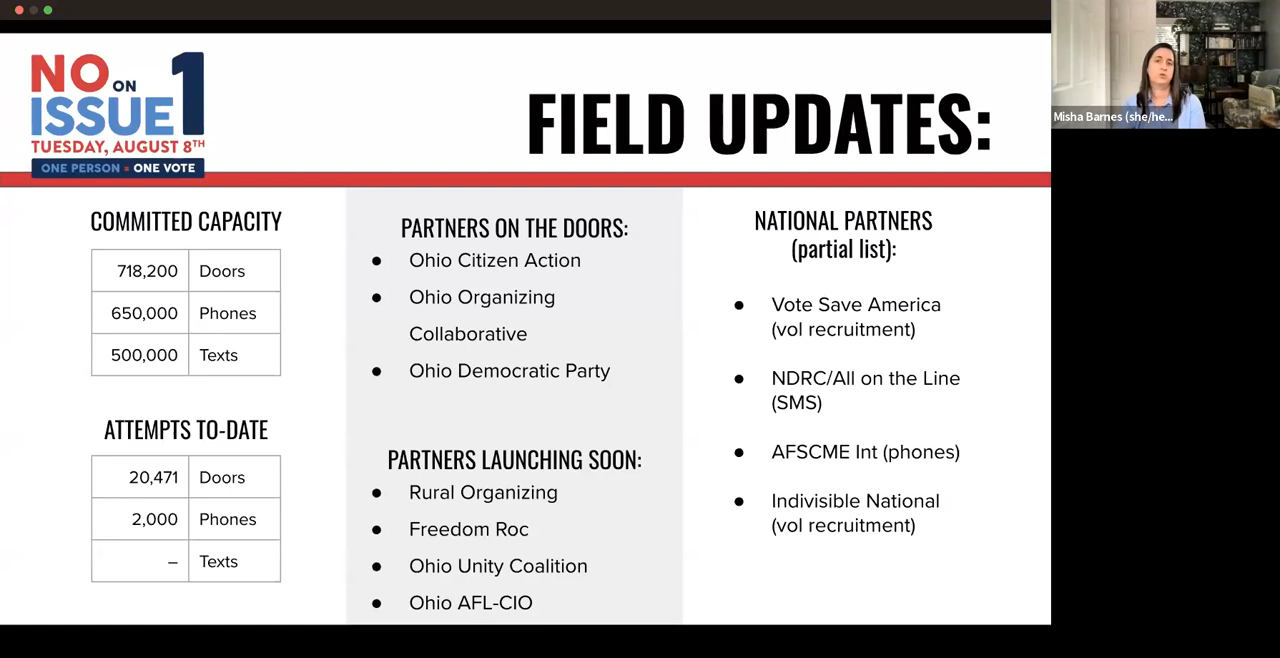 NO ON
ISSUE 1
TUESDAY, AUGUST 8TH
ONE PERSON = ONE VOTE
FIELD UPDATES:
Misha Barnes (she/he...
COMMITTED CAPACITY
718,200 Doors
650,000 Phones
500,000 Texts
ATTEMPTS TO-DATE
20,471 Doors
2,000 Phones
– Texts
PARTNERS ON THE DOORS:
● Ohio Citizen Action
● Ohio Organizing
Collaborative
● Ohio Democratic Party
PARTNERS LAUNCHING SOON:
● Rural Organizing
● Freedom Roc
● Ohio Unity Coalition
● Ohio AFL-CIO
NATIONAL PARTNERS
(partial list):
● Vote Save America
(vol recruitment)
● NDRC/All on the Line
(SMS)
● AFSCME Int (phones)
● Indivisible National
(vol recruitment)